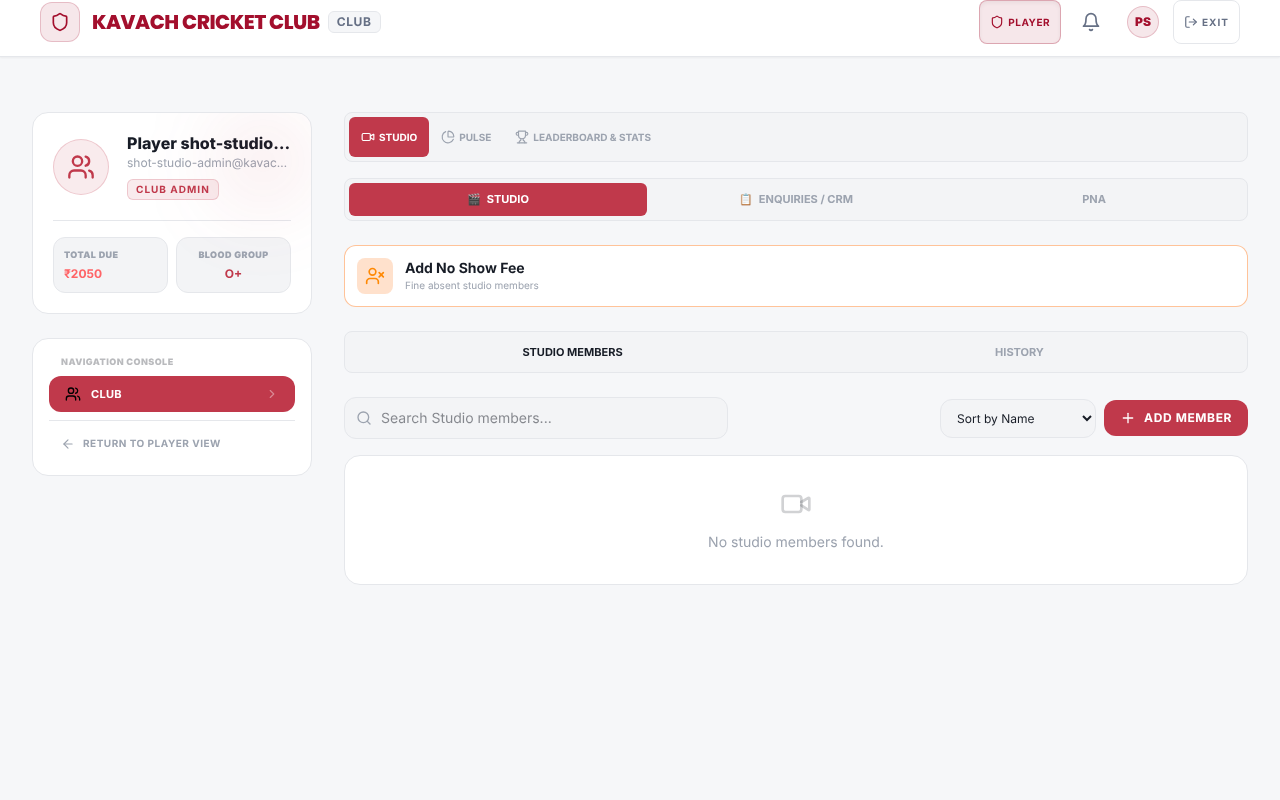 KAVACH CRICKET CLUB
CLUB
PLAYER
PS
EXIT
Player shot-studio...
shot-studio-admin@kavac...
CLUB ADMIN
TOTAL DUE
₹2050
BLOOD GROUP
O+
NAVIGATION CONSOLE
CLUB
RETURN TO PLAYER VIEW
STUDIO
PULSE
LEADERBOARD & STATS
STUDIO
ENQUIRIES / CRM
PNA
Add No Show Fee
Fine absent studio members
STUDIO MEMBERS
HISTORY
Search Studio members...
Sort by Name
ADD MEMBER
No studio members found.